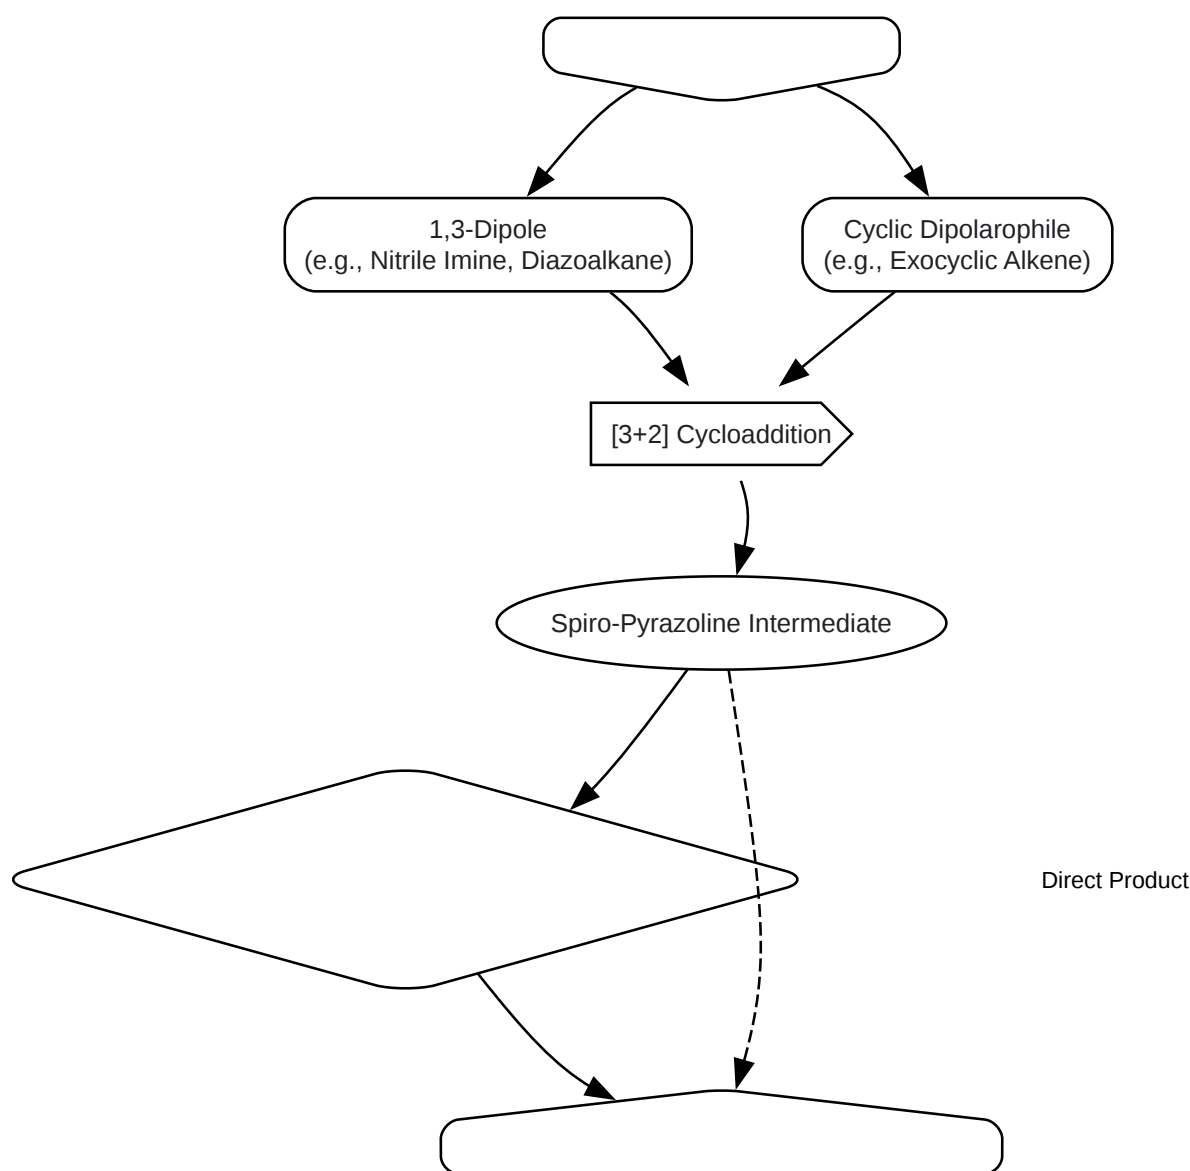 1,3-Dipole
(e.g., Nitrile Imine, Diazoalkane)
Cyclic Dipolarophile
(e.g., Exocyclic Alkene)
[3+2] Cycloaddition
Spiro-Pyrazoline Intermediate
Direct Product